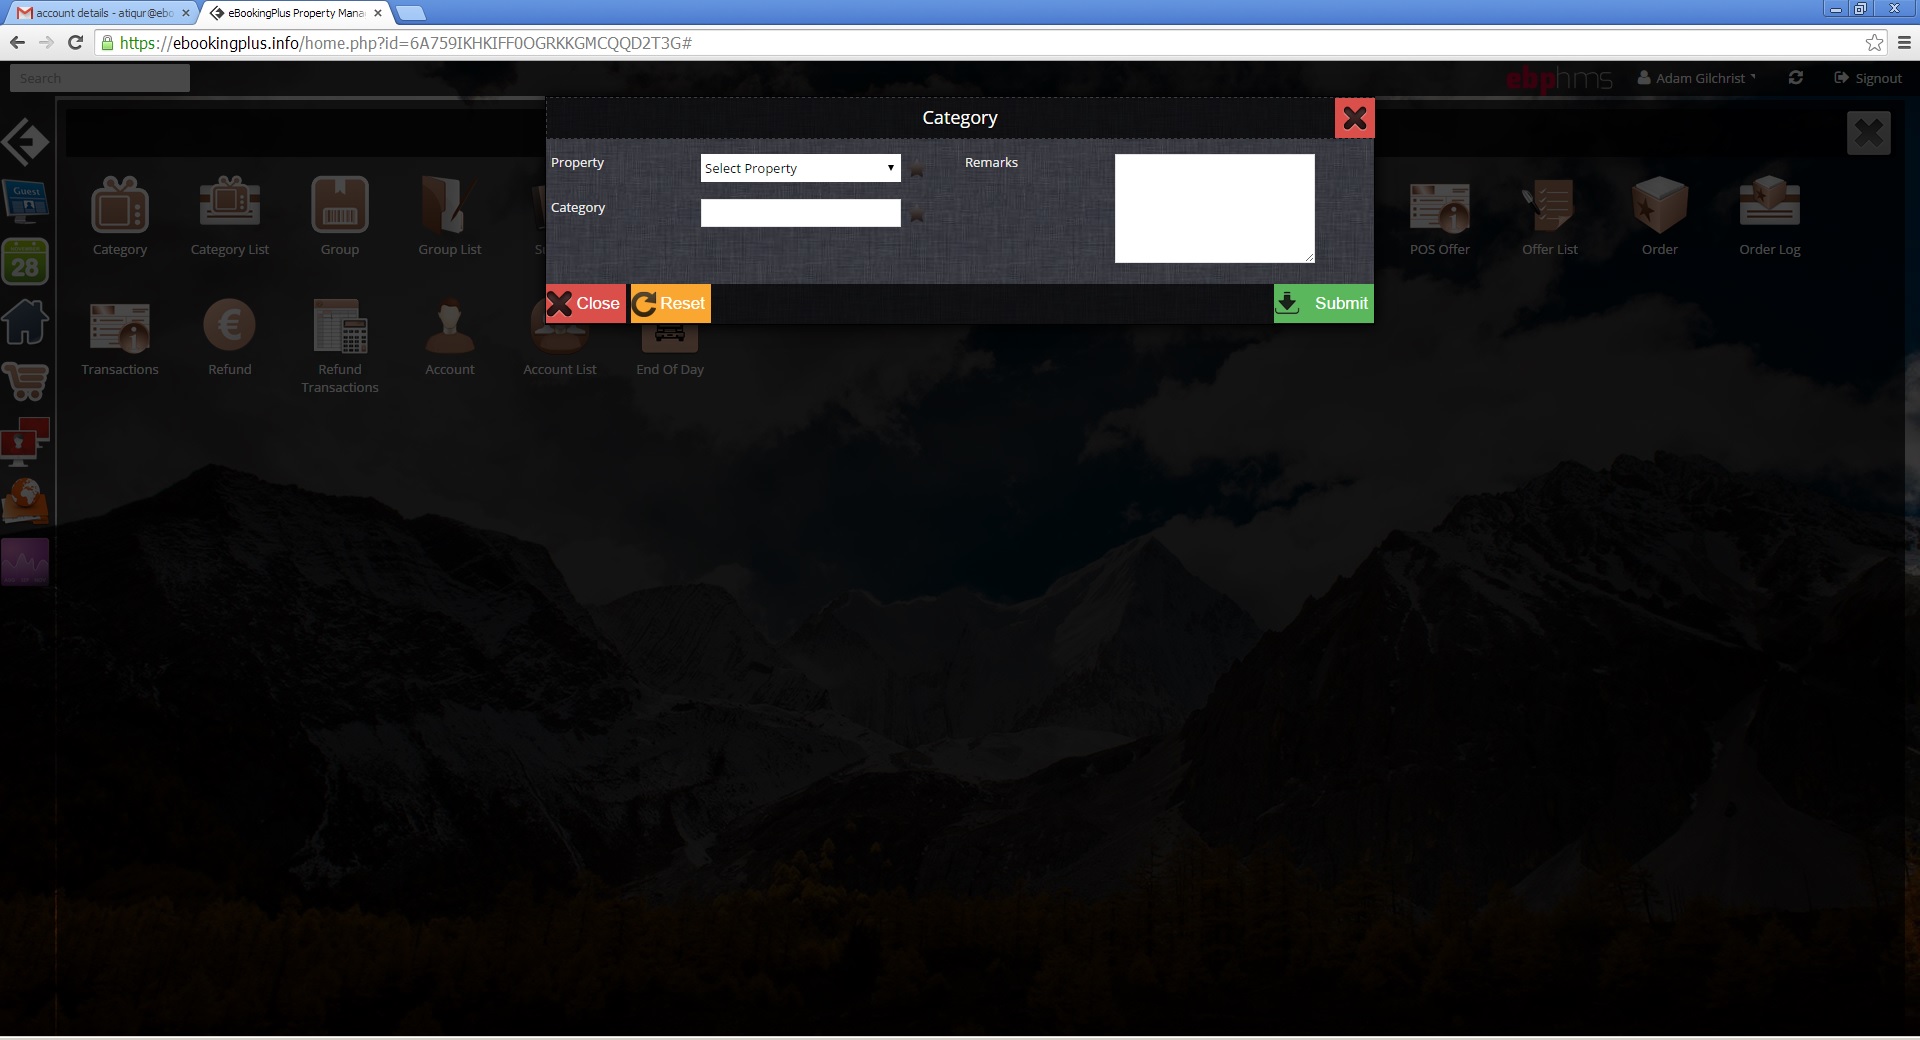 account details - atiqur@ebo
eBookingPlus Property Mana
https://ebookingplus.info/home.php?id=6A759IKHKIFF0OGRKKGMCQQD2T3G#
Search
ebphms
Adam Gilchrist
Signout
Category
Property
Select Property
Remarks
Category
Close
Reset
Submit
Guest
28
Category
Category List
Group
Group List
POS Offer
Offer List
Order
Order Log
Transactions
Refund
Refund
Transactions
Account
Account List
End Of Day